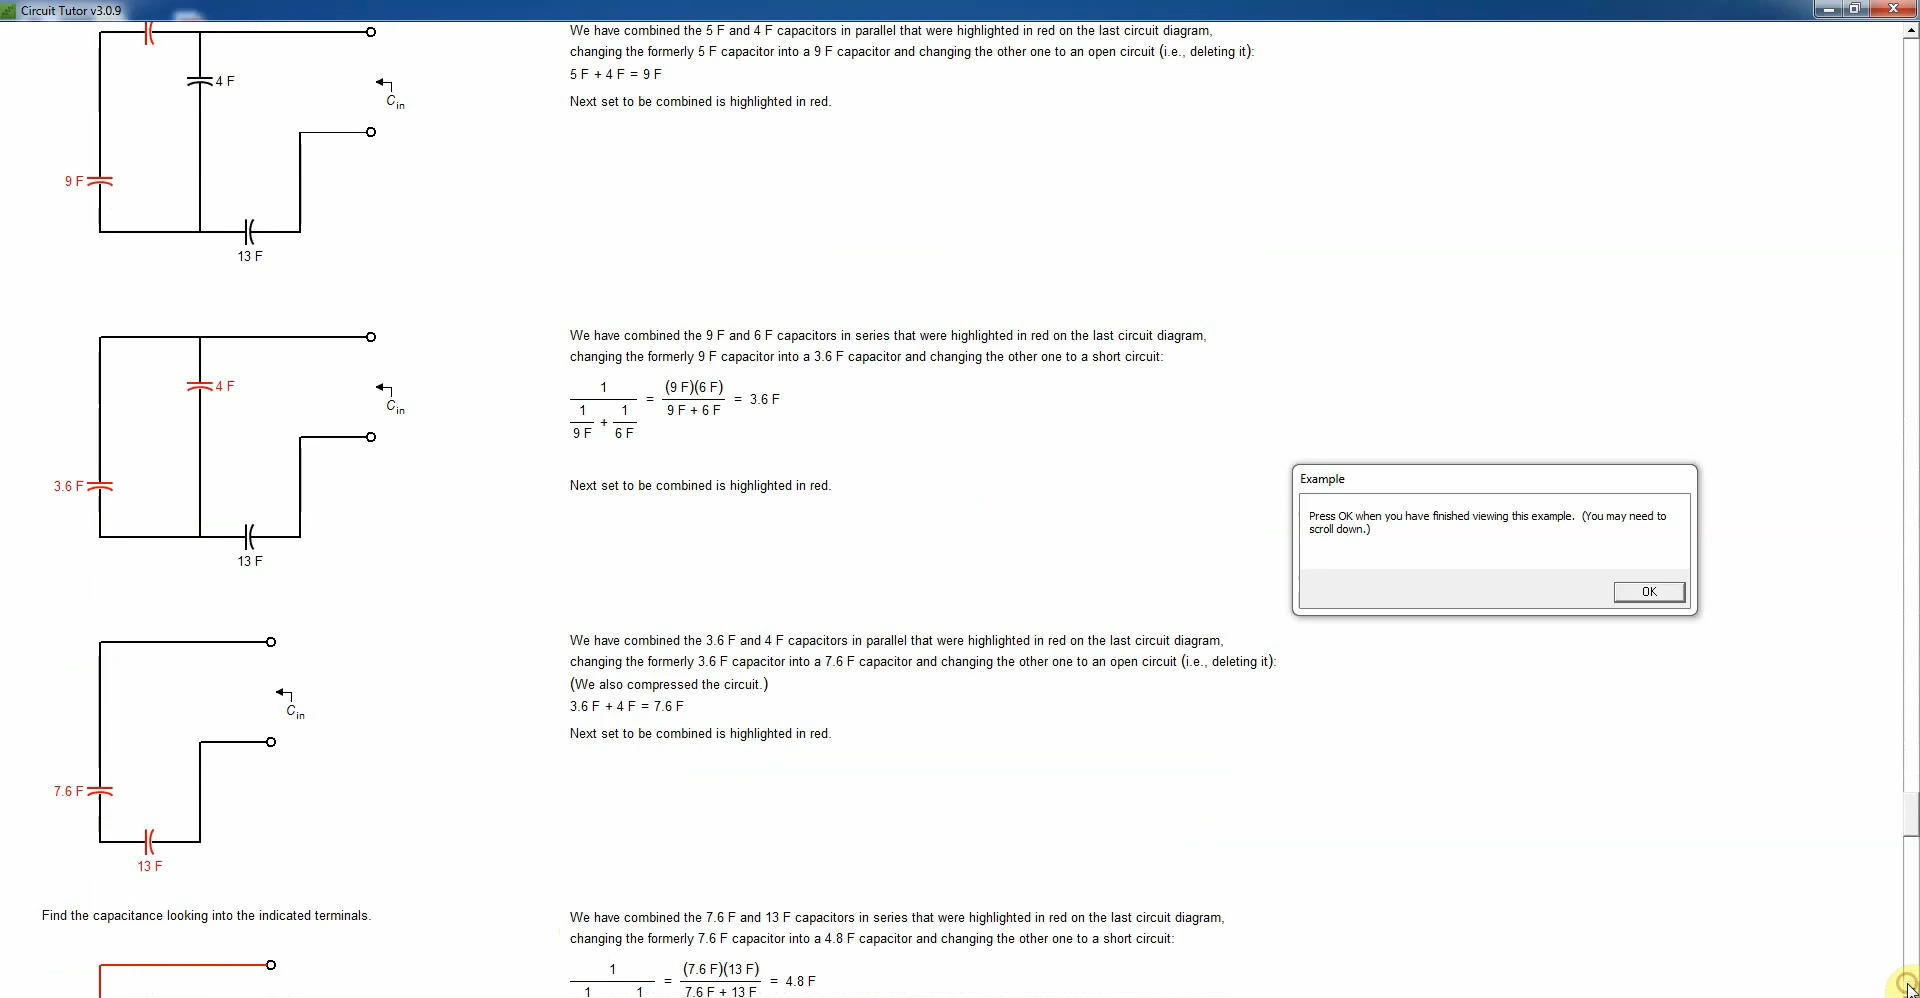 Circuit Tutor v3.0.9
We have combined the 5 F and 4 F capacitors in parallel that were highlighted in red on the last circuit diagram,
changing the formerly 5 F capacitor into a 9 F capacitor and changing the other one to an open circuit (i.e., deleting it):
5 F + 4 F = 9 F
Next set to be combined is highlighted in red.
4 F
Cin
9 F
13 F
We have combined the 9 F and 6 F capacitors in series that were highlighted in red on the last circuit diagram,
changing the formerly 9 F capacitor into a 3.6 F capacitor and changing the other one to a short circuit:
1
1 1
9 F + 6 F
= (9 F)(6 F)
9 F + 6 F
= 3.6 F
Next set to be combined is highlighted in red.
4 F
Cin
3.6 F
13 F
Example
Press OK when you have finished viewing this example. (You may need to
scroll down.)
OK
We have combined the 3.6 F and 4 F capacitors in parallel that were highlighted in red on the last circuit diagram,
changing the formerly 3.6 F capacitor into a 7.6 F capacitor and changing the other one to an open circuit (i.e., deleting it):
(We also compressed the circuit.)
3.6 F + 4 F = 7.6 F
Next set to be combined is highlighted in red.
Cin
7.6 F
13 F
Find the capacitance looking into the indicated terminals.
We have combined the 7.6 F and 13 F capacitors in series that were highlighted in red on the last circuit diagram,
changing the formerly 7.6 F capacitor into a 4.8 F capacitor and changing the other one to a short circuit:
1
1 1
= (7.6 F)(13 F)
7.6 F + 13 F
= 4.8 F